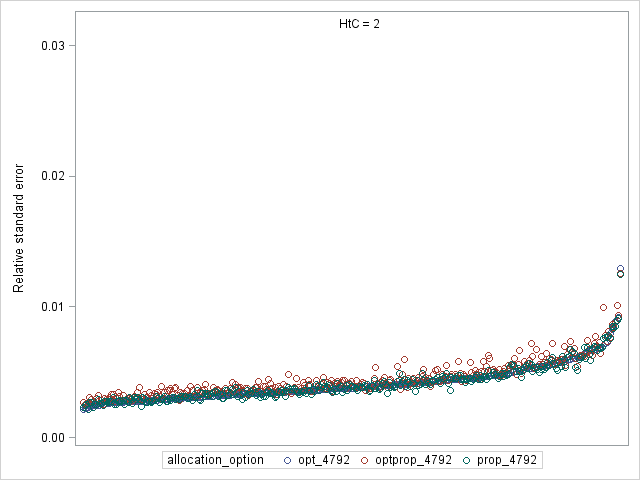 HtC = 2
0.03
0.02
0.01
0.00
Relative standard error
allocation_option opt_4792 optprop_4792 prop_4792